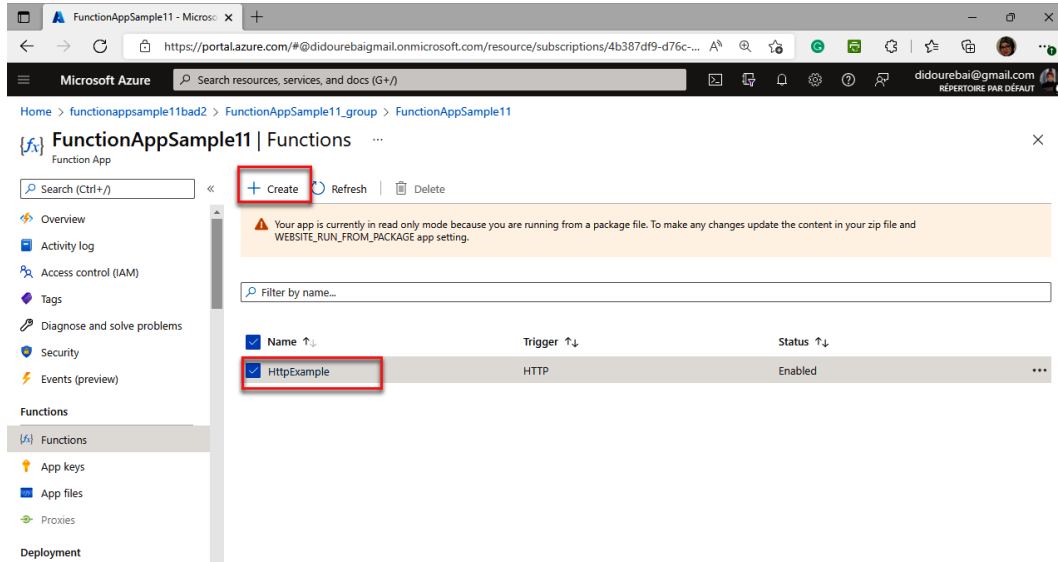 FunctionAppSample11 - Microso
https://portal.azure.com/#@didourebaigmail.onmicrosoft.com/resource/subscriptions/4b387df9-d76c-...
Microsoft Azure
Search resources, services, and docs (G+/)
didourebai@gmail.com
RÉPERTOIRE PAR DÉFAUT
Home > functionappsample11bad2 > FunctionAppSample11_group > FunctionAppSample11
FunctionAppSample11 | Functions ...
Function App
Search (Ctrl+/)
«
Create
Refresh
Delete
Overview
Activity log
Access control (IAM)
Tags
Diagnose and solve problems
Security
Events (preview)
Functions
Functions
App keys
App files
Proxies
Deployment
Your app is currently in read only mode because you are running from a package file. To make any changes update the content in your zip file and
WEBSITE_RUN_FROM_PACKAGE app setting.
Filter by name...
Name ↑↓ Trigger ↑↓ Status ↑↓
HttpExample HTTP Enabled ...